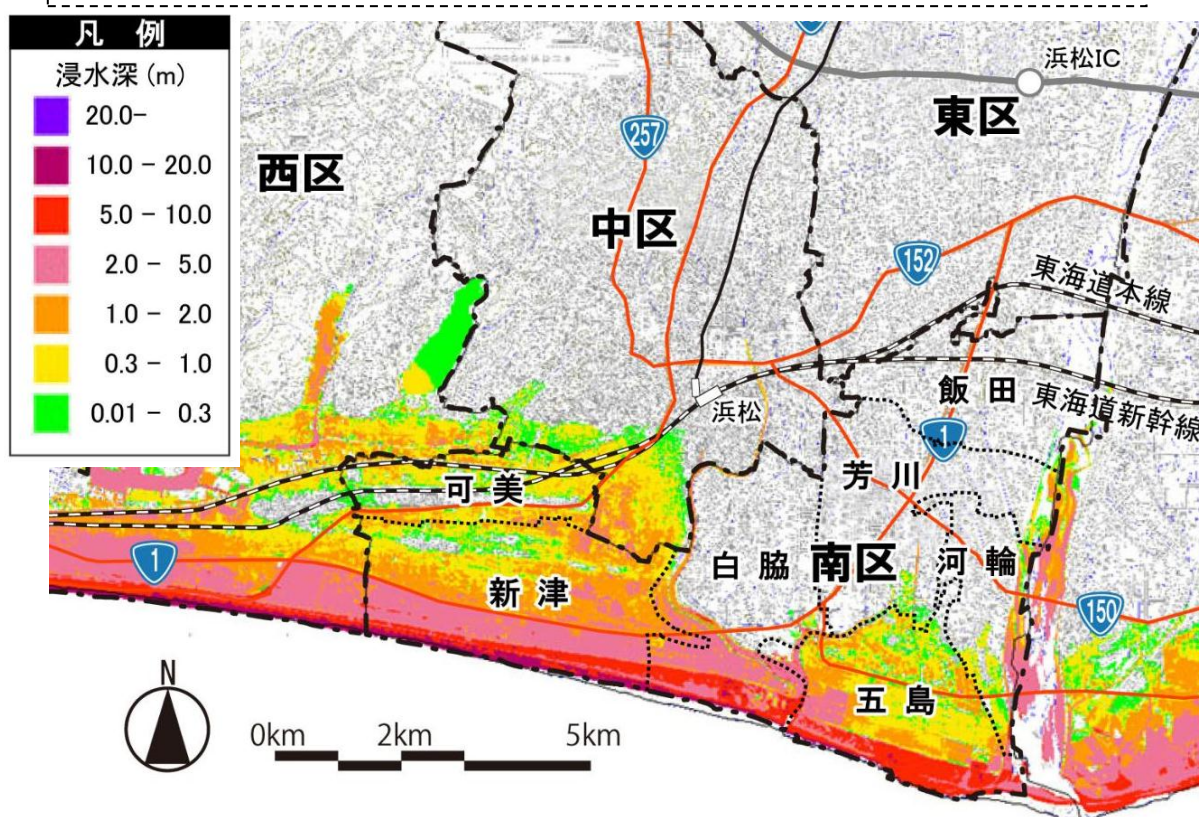 凡 例
浸水深 (m)
20.0-
10.0 - 20.0
5.0 - 10.0
2.0 - 5.0
1.0 - 2.0
0.3 - 1.0
0.01 - 0.3
浜松IC
東区
257
西区
中区
152
東海道本線
飯 田
東海道新幹線
浜松
1
芳 川
可 美
1
白 脇
南区
河 輪
新 津
150
五 島
N
0km
2km
5km